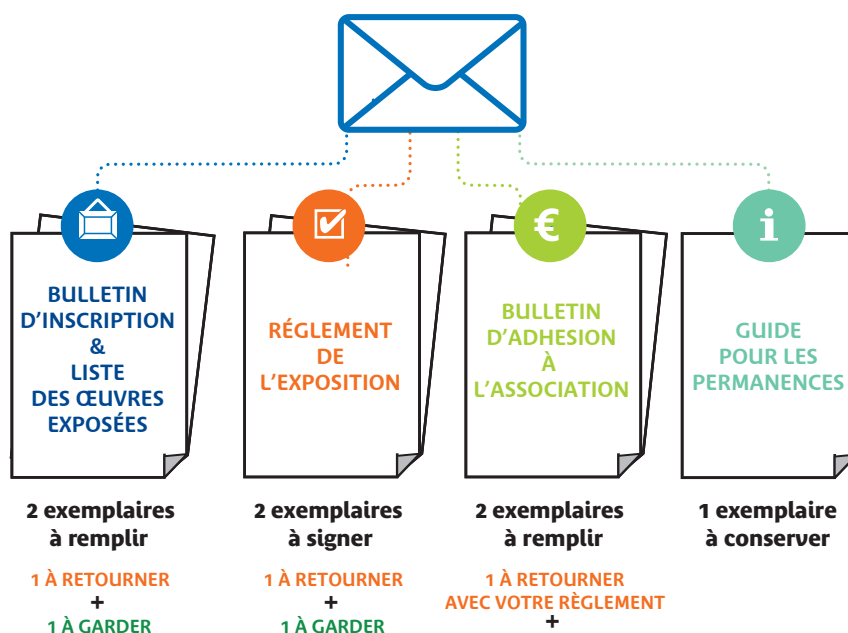 BULLETIN
D'INSCRIPTION
&
LISTE
DES ŒUVRES
EXPOSÉES
2 exemplaires
à remplir
1 À RETOURNER
+
1 À GARDER
RÉGLEMENT
DE
L'EXPOSITION
2 exemplaires
à signer
1 À RETOURNER
+
1 À GARDER
€
BULLETIN
D'ADHESION
À
L'ASSOCIATION
2 exemplaires
à remplir
1 À RETOURNER
AVEC VOTRE RÈGLEMENT
+
i
GUIDE
POUR LES
PERMANENCES
1 exemplaire
à conserver